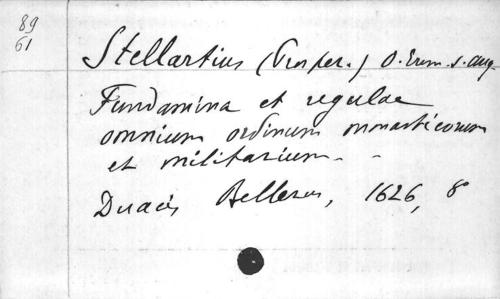 89
61
Stellartius (Prosper.) O. Erem. S. Aug.
Fundamina et regulae
omnium ordinum monasticorum
et militarium.
Duaci Bellerus, 1626, 8°